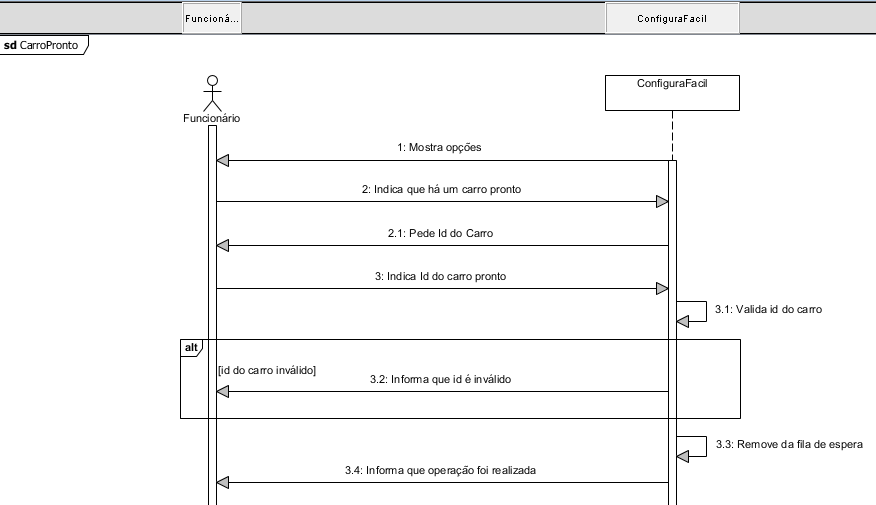 Funcioná...
ConfiguraFacil
sd CarroPronto
ConfiguraFacil
Funcionário
1: Mostra opções
2: Indica que há um carro pronto
2.1: Pede Id do Carro
3: Indica Id do carro pronto
3.1: Valida id do carro
alt
[id do carro inválido]
3.2: Informa que id é inválido
3.3: Remove da fila de espera
3.4: Informa que operação foi realizada